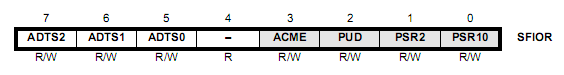 7 6 5 4 3 2 1 0
ADTS2 ADTS1 ADTS0 – ACME PUD PSR2 PSR10 SFIOR
R/W R/W R/W R R/W R/W R/W R/W